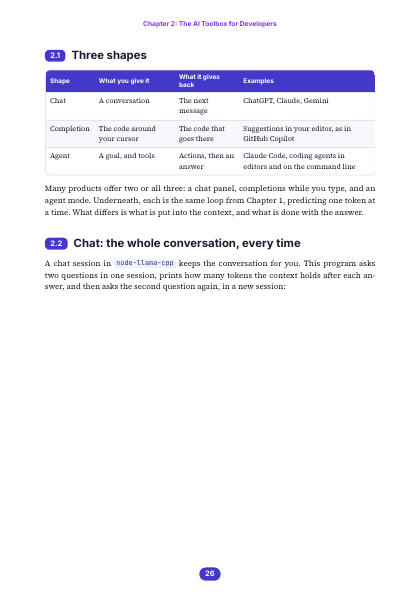 Chapter 2: The AI Toolbox for Developers
2.1 Three shapes
Shape What you give it What it gives back Examples
Chat A conversation The next message ChatGPT, Claude, Gemini
Completion The code around your cursor The code that goes there Suggestions in your editor, as in GitHub Copilot
Agent A goal, and tools Actions, then an answer Claude Code, coding agents in editors and on the command line
Many products offer two or all three: a chat panel, completions while you type, and an
agent mode. Underneath, each is the same loop from Chapter 1, predicting one token at
a time. What differs is what is put into the context, and what is done with the answer.
2.2 Chat: the whole conversation, every time
A chat session in node-llama-cpp keeps the conversation for you. This program asks
two questions in one session, prints how many tokens the context holds after each an-
swer, and then asks the second question again, in a new session:
26